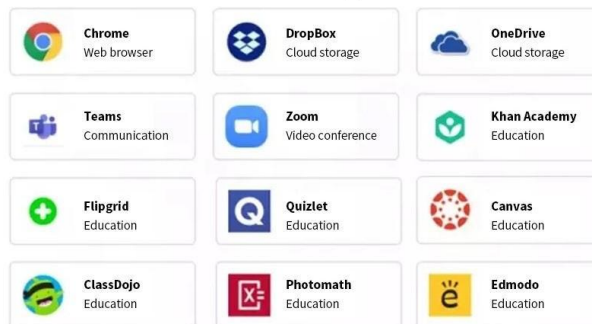 Chrome
Web browser
DropBox
Cloud storage
OneDrive
Cloud storage
Teams
Communication
Zoom
Video conference
Khan Academy
Education
Flipgrid
Education
Quizlet
Education
Canvas
Education
ClassDojo
Education
Photomath
Education
Edmodo
Education